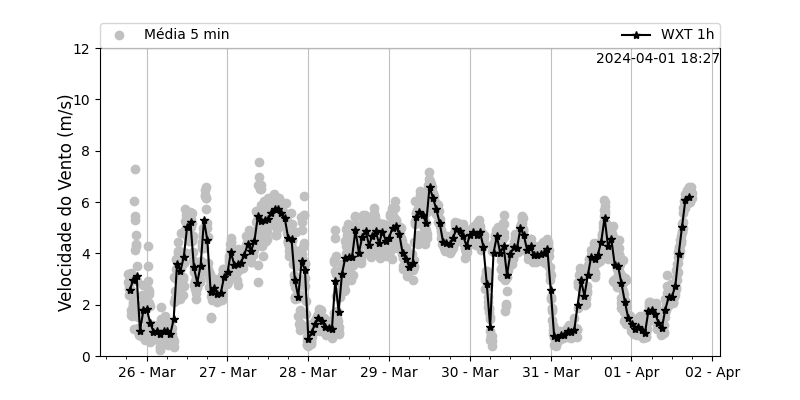 Média 5 min
WXT 1h
2024-04-01 18:27
Velocidade do Vento (m/s)
12
10
8
6
4
2
0
26 - Mar
27 - Mar
28 - Mar
29 - Mar
30 - Mar
31 - Mar
01 - Apr
02 - Apr